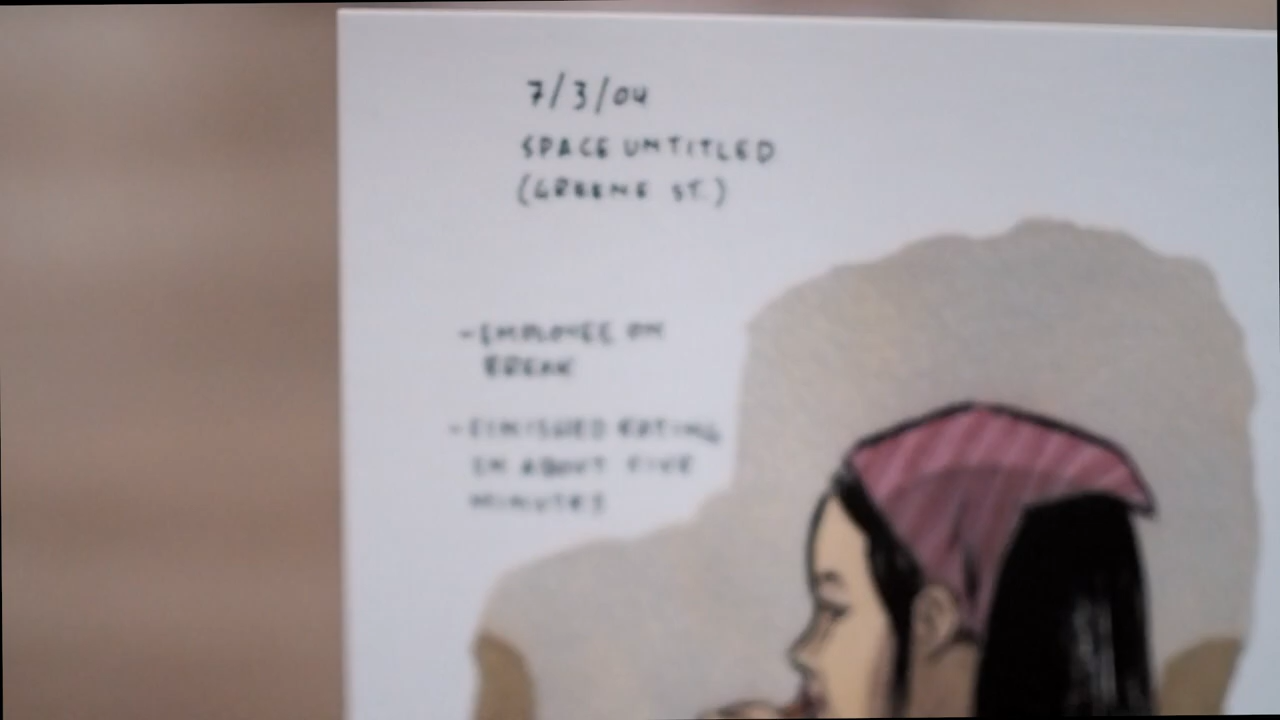 7/3/04
SPACE UNTITLED
(GREENE ST.)
-EMPLOYEE ON
BREAK
-FINISHED EATING
IN ABOUT FIVE
MINUTES